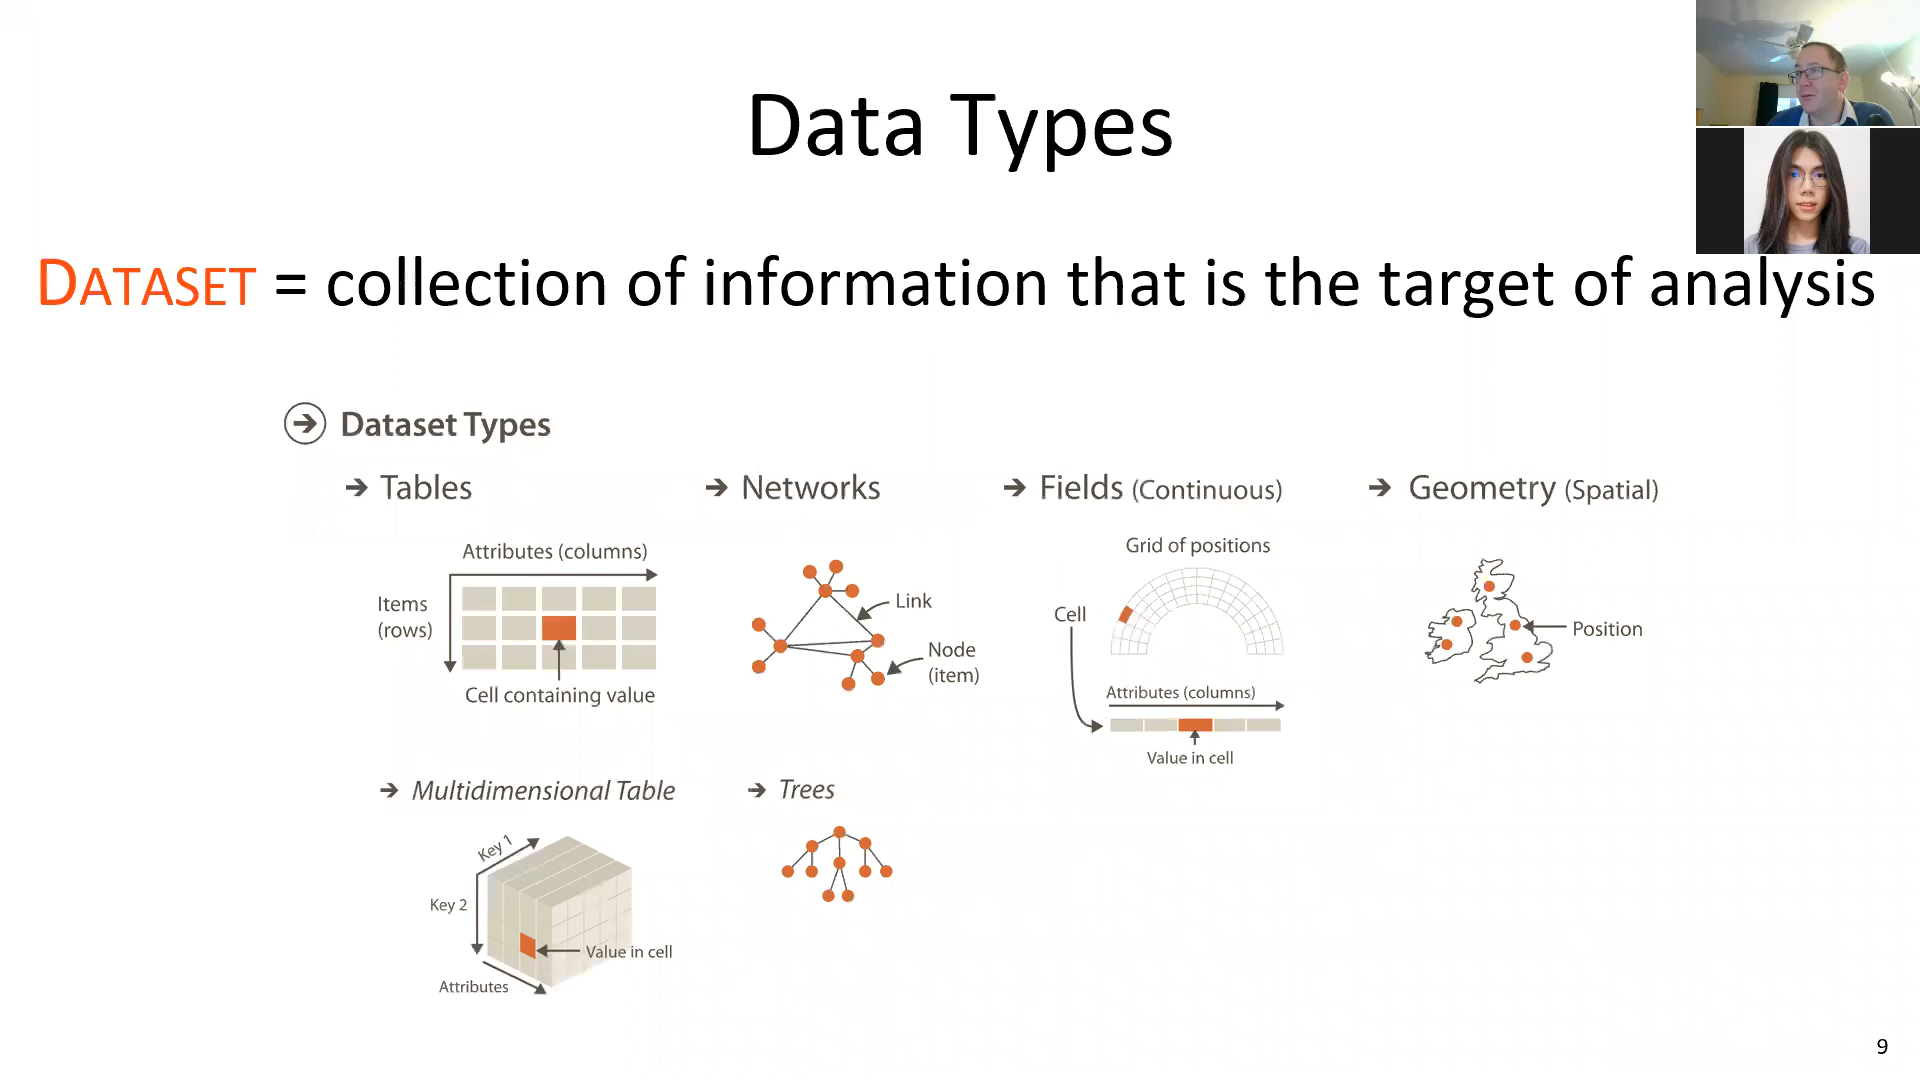 Data Types
DATASET = collection of information that is the target of analysis
Dataset Types
Tables
Attributes (columns)
Items
(rows)
Cell containing value
Networks
Link
Node
(item)
Fields (Continuous)
Grid of positions
Cell
Attributes (columns)
Value in cell
Geometry (Spatial)
Position
Multidimensional Table
Key 1
Key 2
Value in cell
Attributes
Trees
9